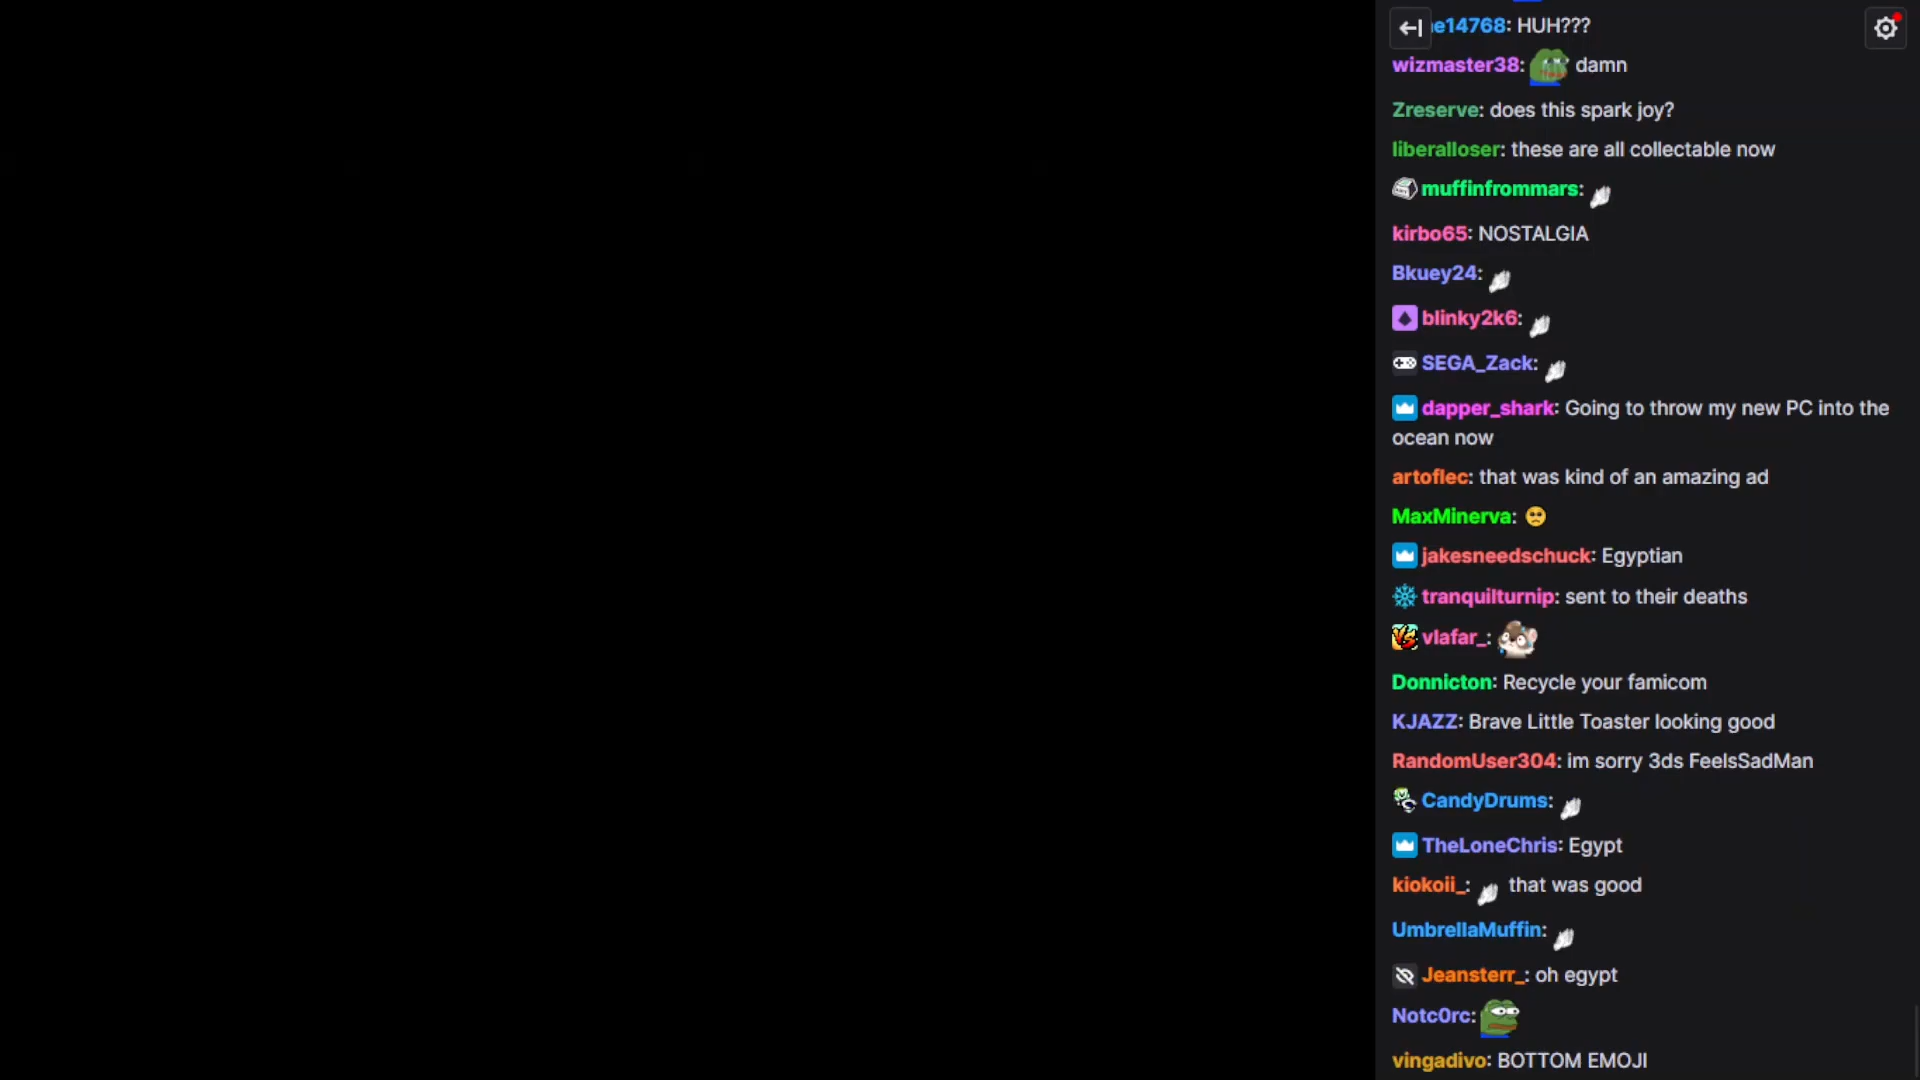 e14768: HUH???
wizmaster38: damn
Zreserve: does this spark joy?
liberalloser: these are all collectable now
muffinfrommars:
kirbo65: NOSTALGIA
Bkuey24:
blinky2k6:
SEGA_Zack:
dapper_shark: Going to throw my new PC into the
ocean now
artoflec: that was kind of an amazing ad
MaxMinerva: 🥺
jakesneedschuck: Egyptian
tranquilturnip: sent to their deaths
vlafar_:
Donnicton: Recycle your famicom
KJAZZ: Brave Little Toaster looking good
RandomUser304: im sorry 3ds FeelsSadMan
CandyDrums:
TheLoneChris: Egypt
kiokoii_: that was good
UmbrellaMuffin:
Jeansterr_: oh egypt
Notc0rc:
vingadivo: BOTTOM EMOJI